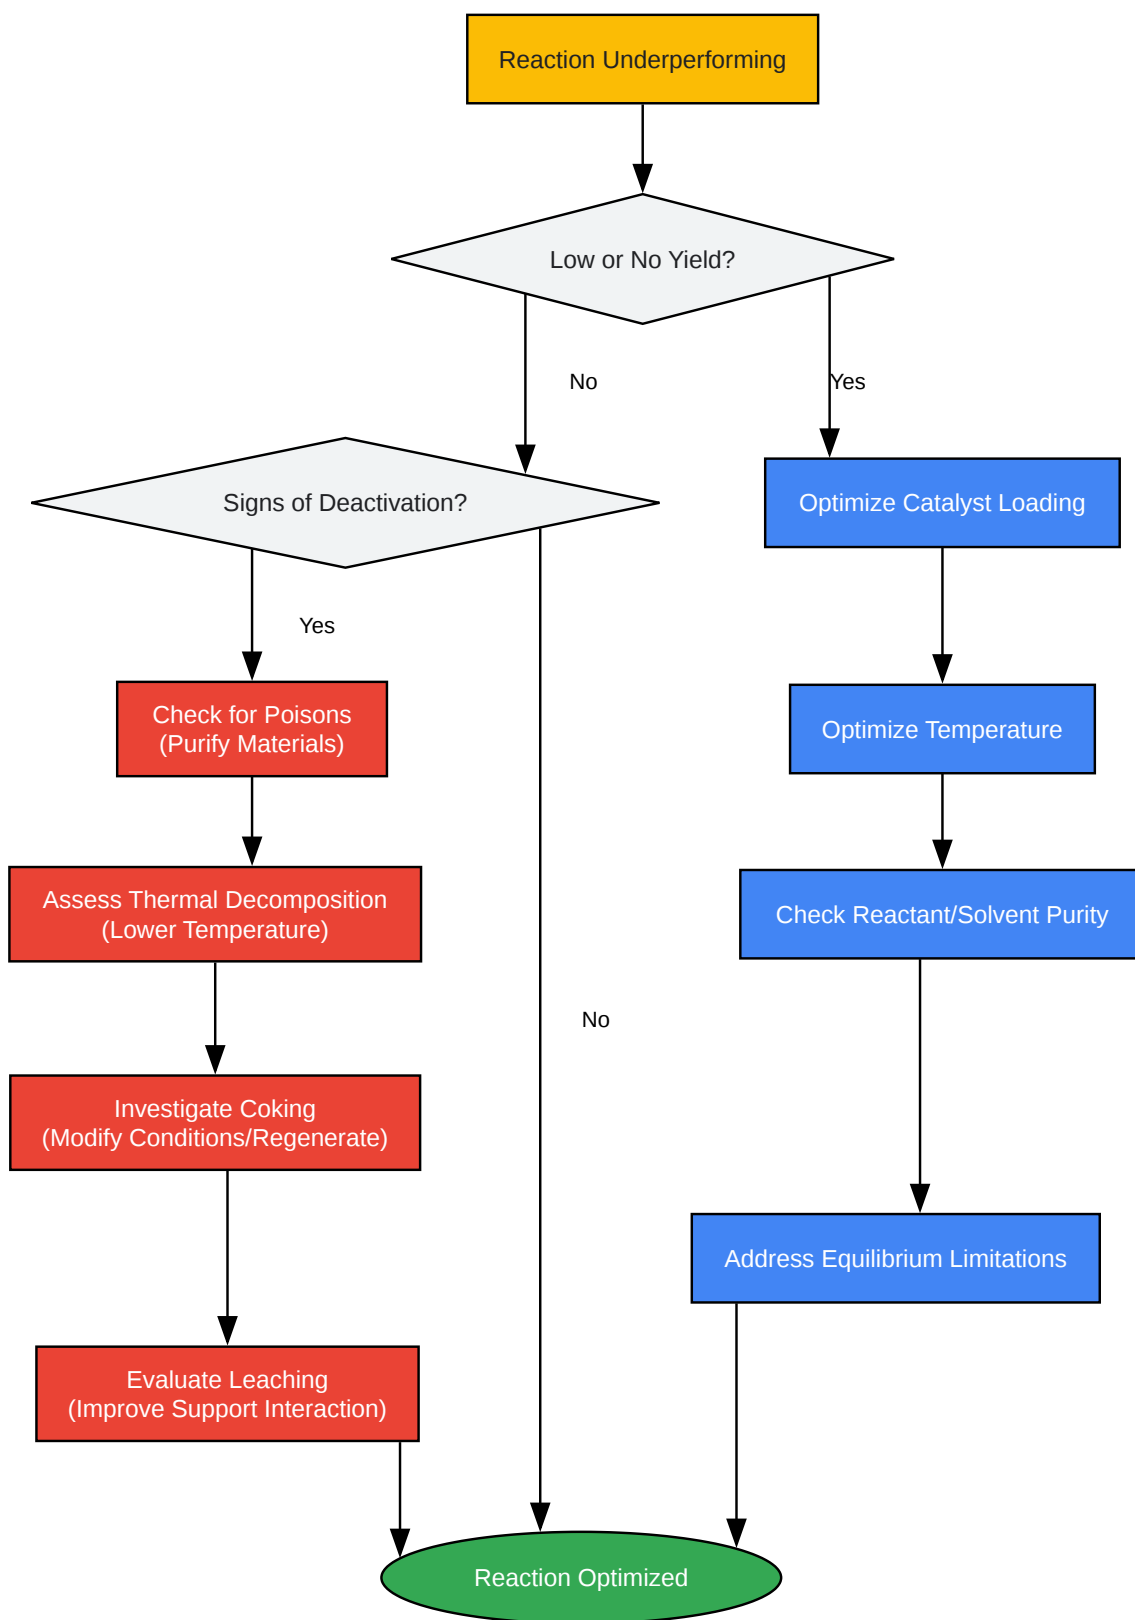 Reaction Underperforming
Low or No Yield?
No
Yes
Signs of Deactivation?
Optimize Catalyst Loading
Yes
Check for Poisons
(Purify Materials)
Optimize Temperature
Assess Thermal Decomposition
(Lower Temperature)
Check Reactant/Solvent Purity
No
Investigate Coking
(Modify Conditions/Regenerate)
Address Equilibrium Limitations
Evaluate Leaching
(Improve Support Interaction)
Reaction Optimized